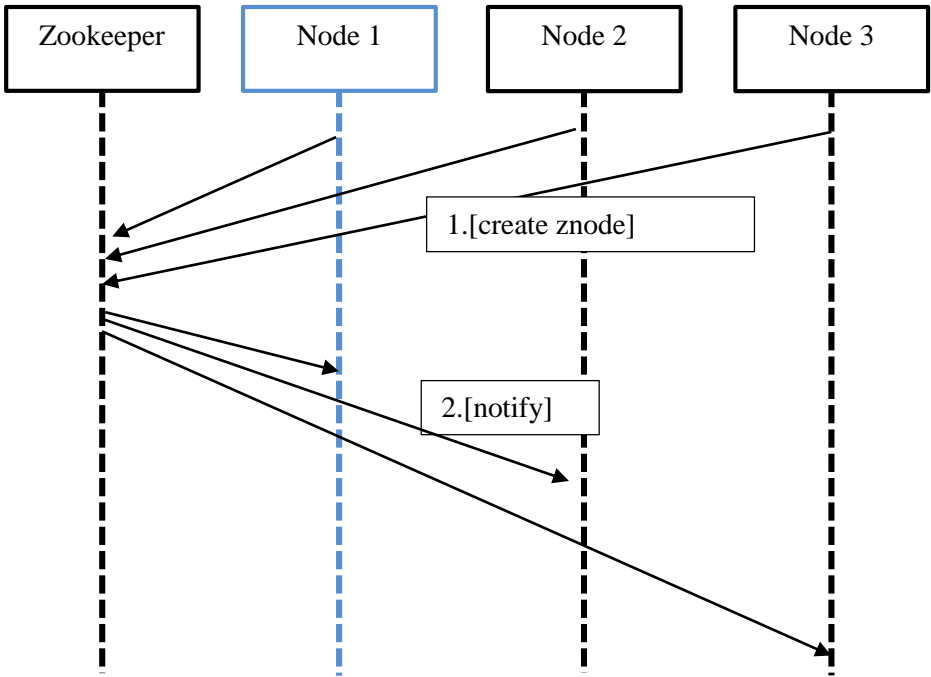 Zookeeper
Node 1
Node 2
Node 3
1.[create znode]
2.[notify]